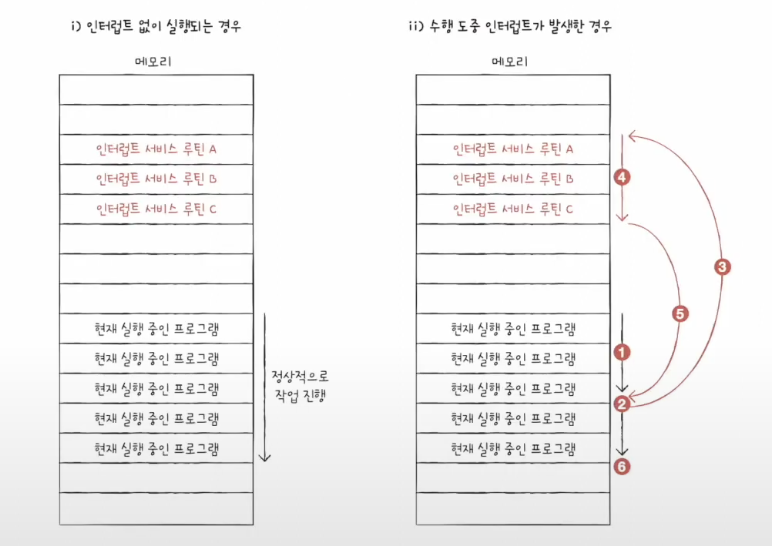 i) 인터럽트 없이 실행되는 경우
메모리
인터럽트 서비스 루틴 A
인터럽트 서비스 루틴 B
인터럽트 서비스 루틴 C
현재 실행 중인 프로그램
현재 실행 중인 프로그램
현재 실행 중인 프로그램
현재 실행 중인 프로그램
현재 실행 중인 프로그램
정상적으로
작업 진행
ii) 수행 도중 인터럽트가 발생한 경우
메모리
인터럽트 서비스 루틴 A
인터럽트 서비스 루틴 B
인터럽트 서비스 루틴 C
현재 실행 중인 프로그램
현재 실행 중인 프로그램
현재 실행 중인 프로그램
현재 실행 중인 프로그램
현재 실행 중인 프로그램
4
3
5
1
2
6